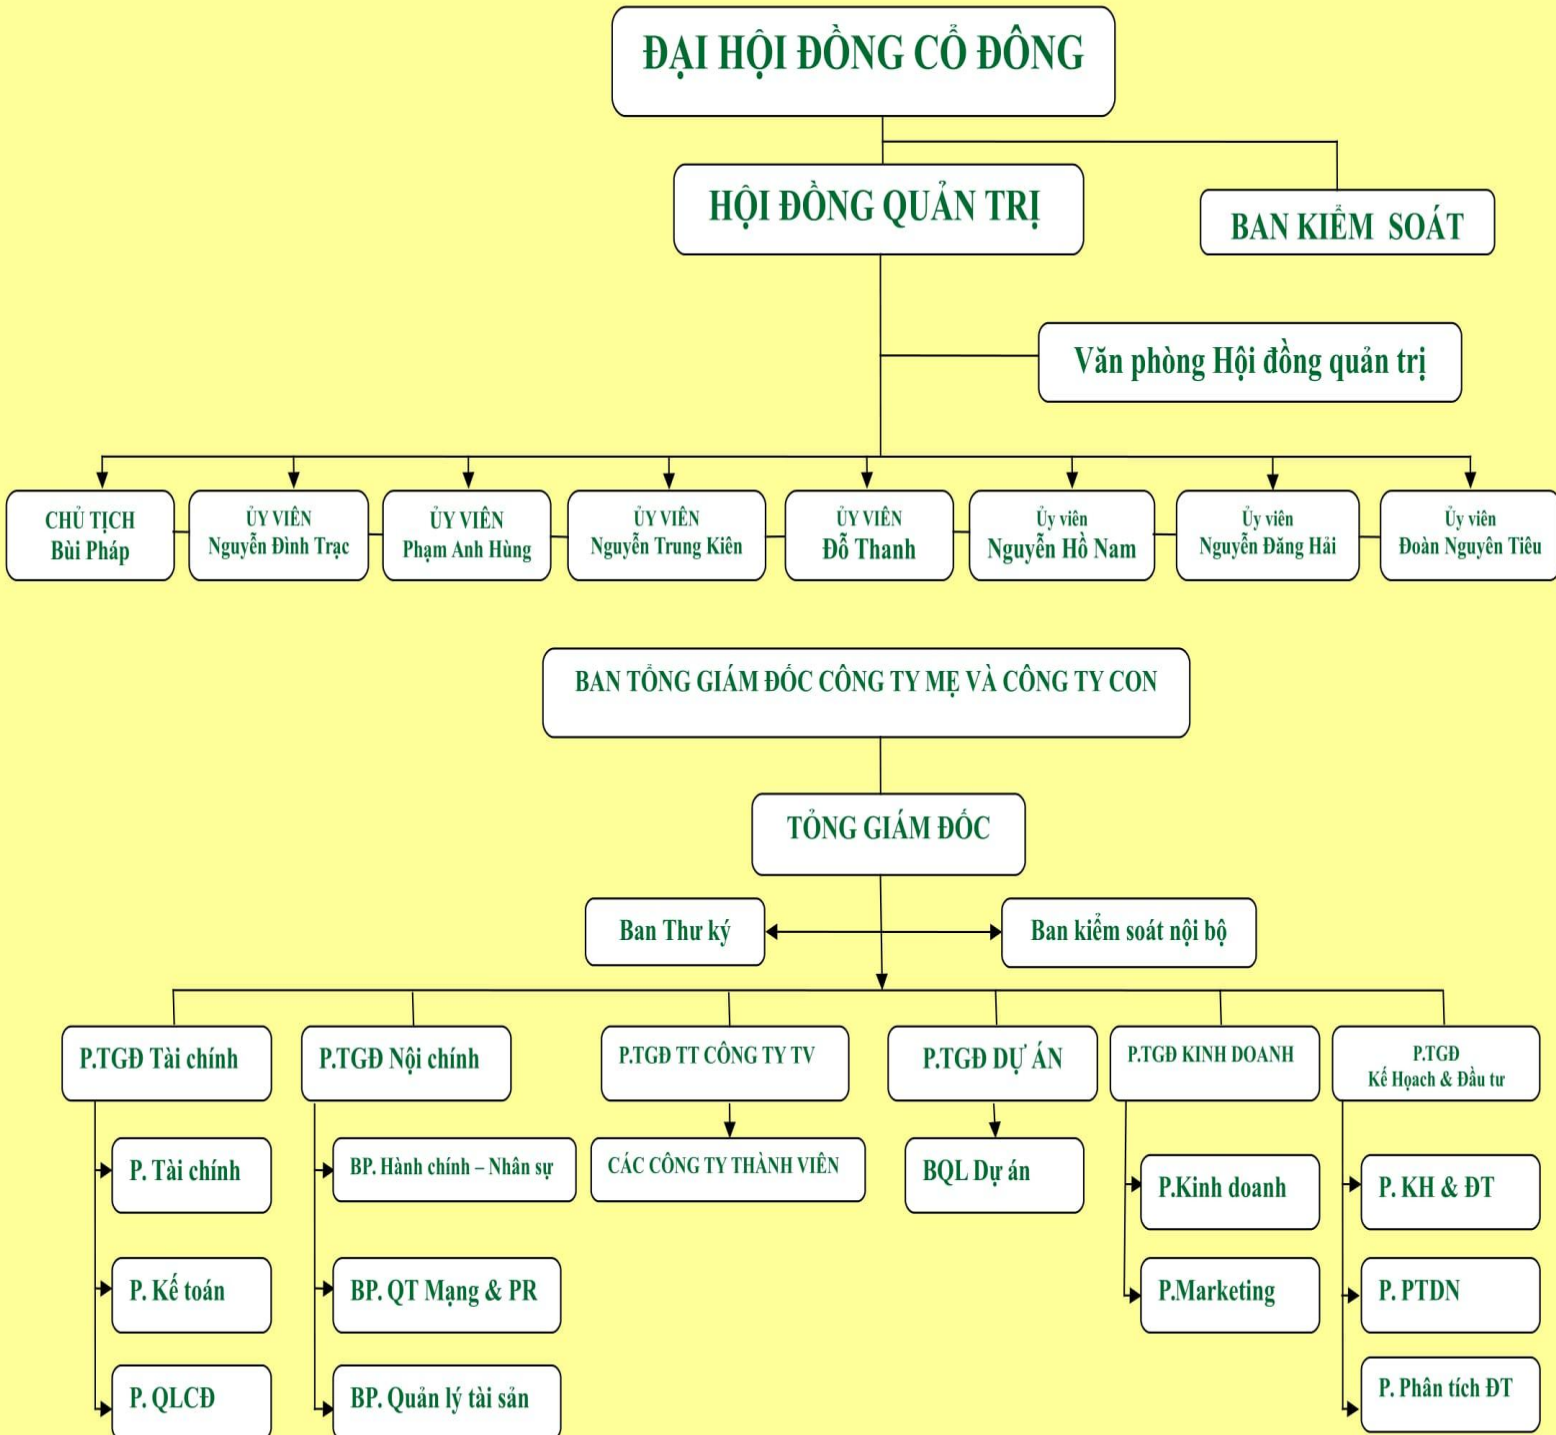 ĐẠI HỘI ĐỒNG CỔ ĐÔNG
HỘI ĐỒNG QUẢN TRỊ
BAN KIỂM SOÁT
Văn phòng Hội đồng quản trị
CHỦ TỊCH
Bùi Pháp
ỦY VIÊN
Nguyễn Đình Trạc
ỦY VIÊN
Phạm Anh Hùng
ỦY VIÊN
Nguyễn Trung Kiên
ỦY VIÊN
Đỗ Thanh
Ủy viên
Nguyễn Hồ Nam
Ủy viên
Nguyễn Đăng Hải
Ủy viên
Đoàn Nguyên Tiêu
BAN TỔNG GIÁM ĐỐC CÔNG TY MẸ VÀ CÔNG TY CON
TỎNG GIÁM ĐỐC
Ban Thư ký
Ban kiểm soát nội bộ
P.TGĐ Tài chính
P.TGĐ Nội chính
P.TGĐ TT CÔNG TY TV
P.TGĐ DỰ ÁN
P.TGĐ KINH DOANH
P.TGĐ
Kế Họach & Đầu tư
P. Tài chính
BP. Hành chính – Nhân sự
CÁC CÔNG TY THÀNH VIÊN
BQL Dự án
P.Kinh doanh
P. KH & ĐT
P. Kế toán
BP. QT Mạng & PR
P.Marketing
P. PTDN
P. QLCĐ
BP. Quản lý tài sản
P. Phân tích ĐT